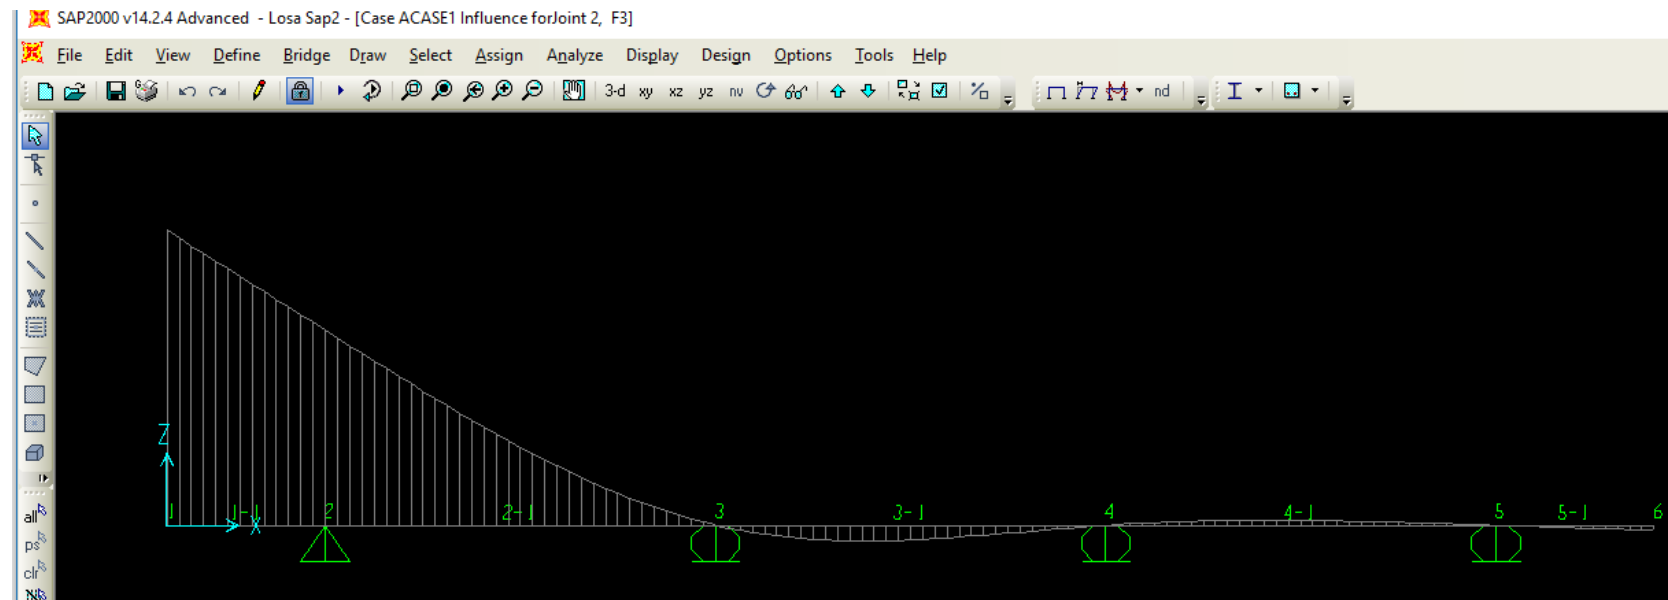 SAP2000 v14.2.4 Advanced  - Losa Sap2 - [Case ACASE1 Influence forJoint 2,  F3]
File Edit View Define Bridge Draw Select Assign Analyze Display Design Options Tools Help
3-d xy xz yz nv nd
Z
1 1-1 2 2-1 3 3-1 4 4-1 5 5-1 6
X
all
ps
clr